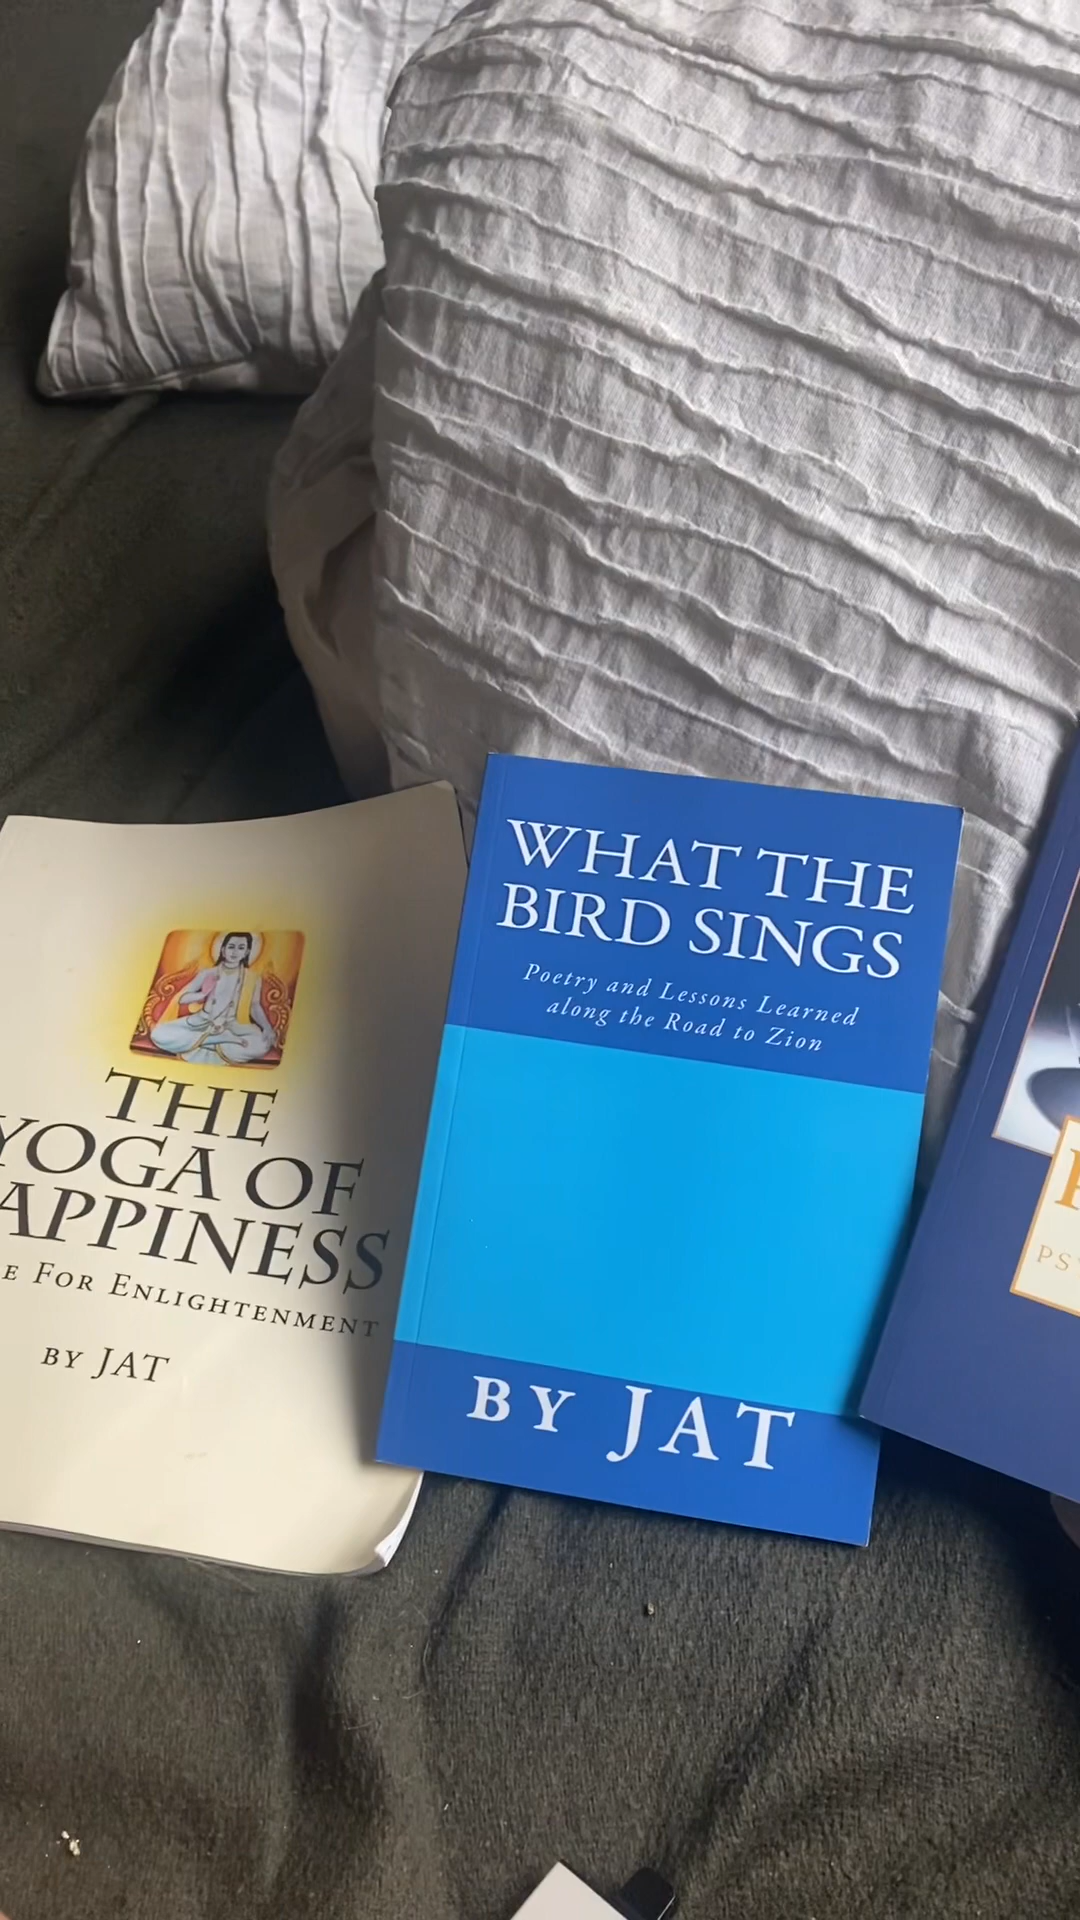 THE
YOGA OF
APPINESS
E FOR ENLIGHTENMENT
BY JAT
WHAT THE
BIRD SINGS
Poetry and Lessons Learned
along the Road to Zion
BY JAT
PS